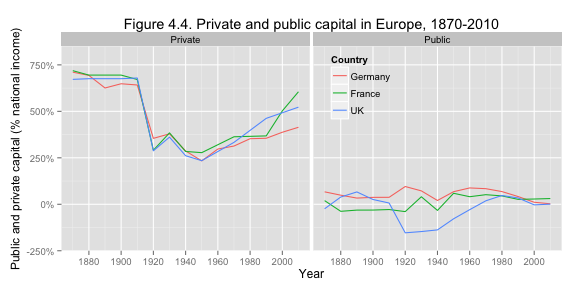 Figure 4.4. Private and public capital in Europe, 1870-2010
Private
Public
Public and private capital (% national income)
750%
500%
250%
0%
-250%
Country
Germany
France
UK
1880 1900 1920 1940 1960 1980 2000
1880 1900 1920 1940 1960 1980 2000
Year